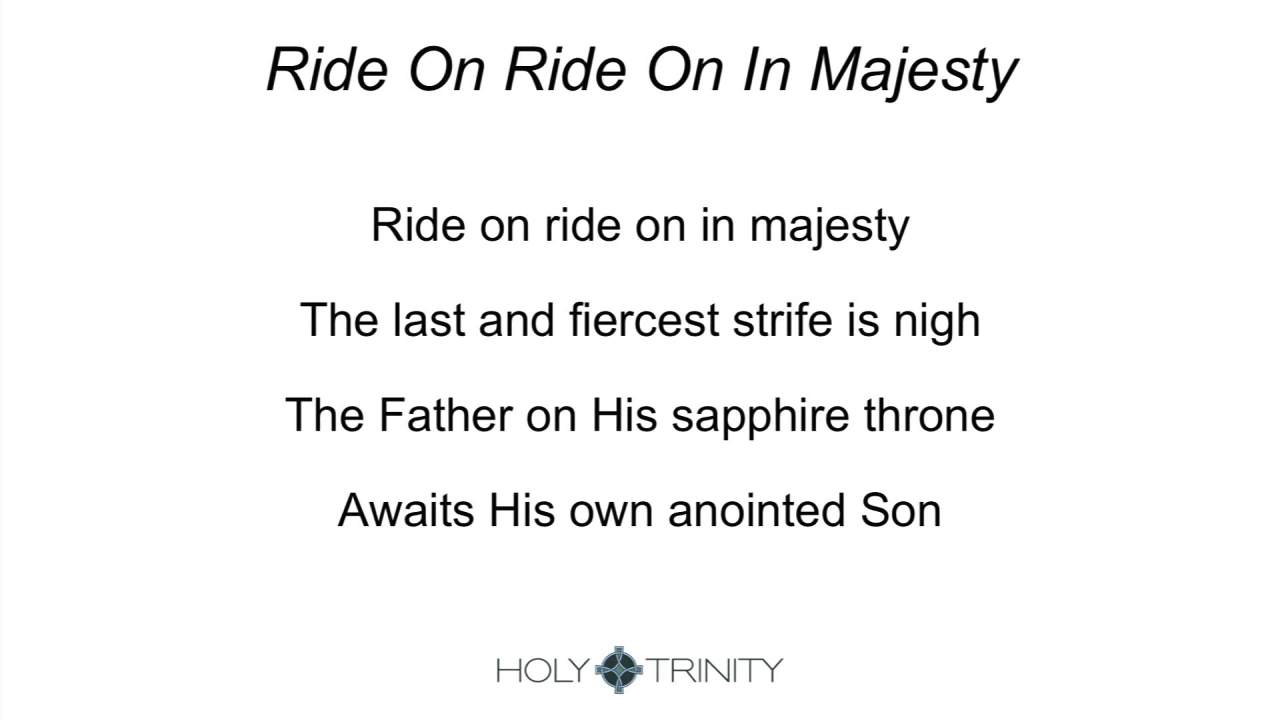 Ride On Ride On In Majesty
Ride on ride on in majesty
The last and fiercest strife is nigh
The Father on His sapphire throne
Awaits His own anointed Son
HOLY TRINITY